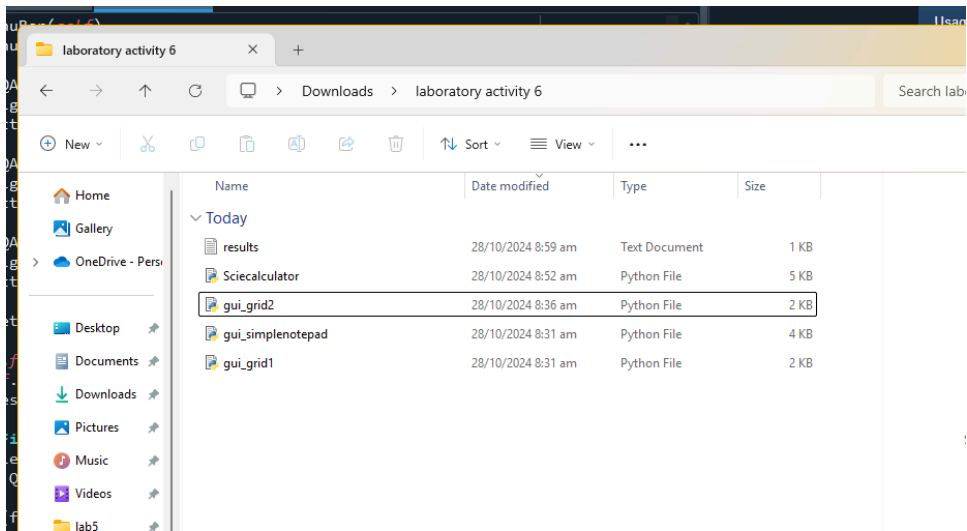 Usag
laboratory activity 6
Downloads > laboratory activity 6
Search lab
New
Sort
View
Name Date modified Type Size
Today
results 28/10/2024 8:59 am Text Document 1 KB
Sciecalculator 28/10/2024 8:52 am Python File 5 KB
gui_grid2 28/10/2024 8:36 am Python File 2 KB
gui_simplenotepad 28/10/2024 8:31 am Python File 4 KB
gui_grid1 28/10/2024 8:31 am Python File 2 KB
Home
Gallery
OneDrive - Pers
Desktop
Documents
Downloads
Pictures
Music
Videos
lab5